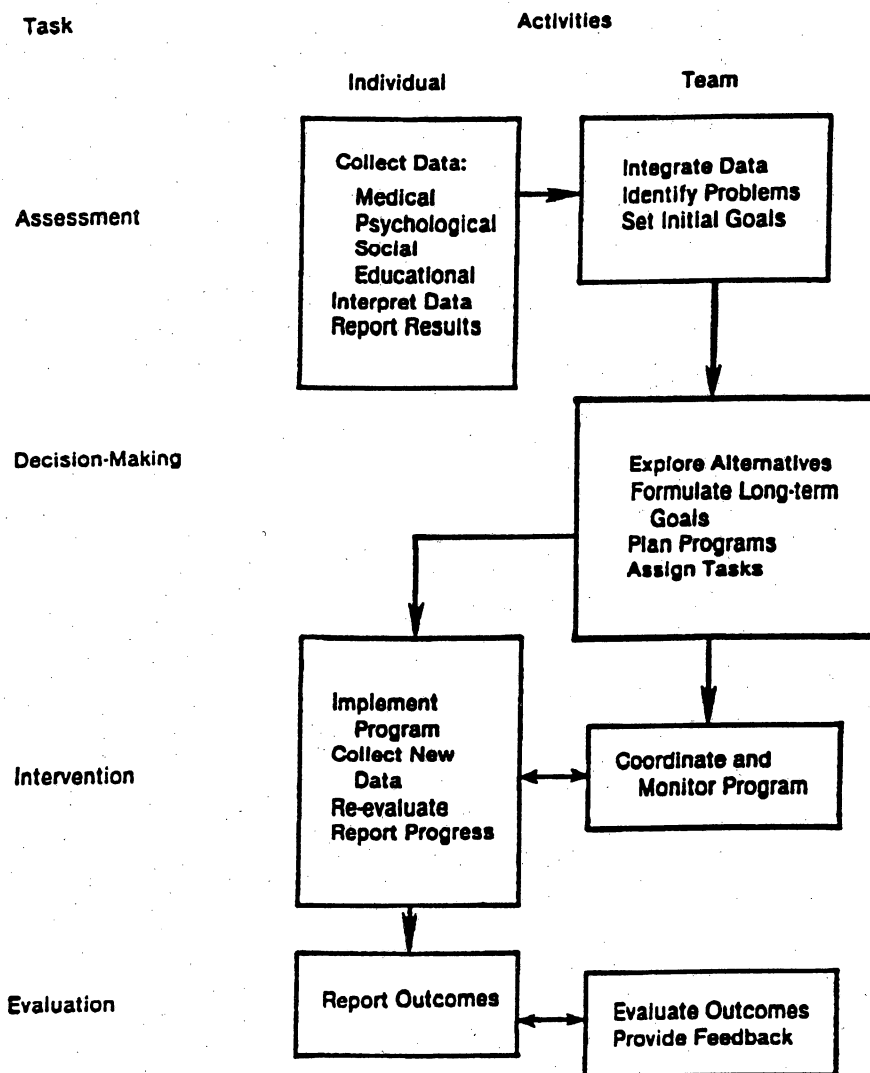 Task
Activities
Individual
Team
Assessment
Collect Data:
Medical
Psychological
Social
Educational
Interpret Data
Report Results
Integrate Data
Identify Problems
Set Initial Goals
Decision-Making
Explore Alternatives
Formulate Long-term
Goals
Plan Programs
Assign Tasks
Intervention
Implement
Program
Collect New
Data
Re-evaluate
Report Progress
Coordinate and
Monitor Program
Evaluation
Report Outcomes
Evaluate Outcomes
Provide Feedback